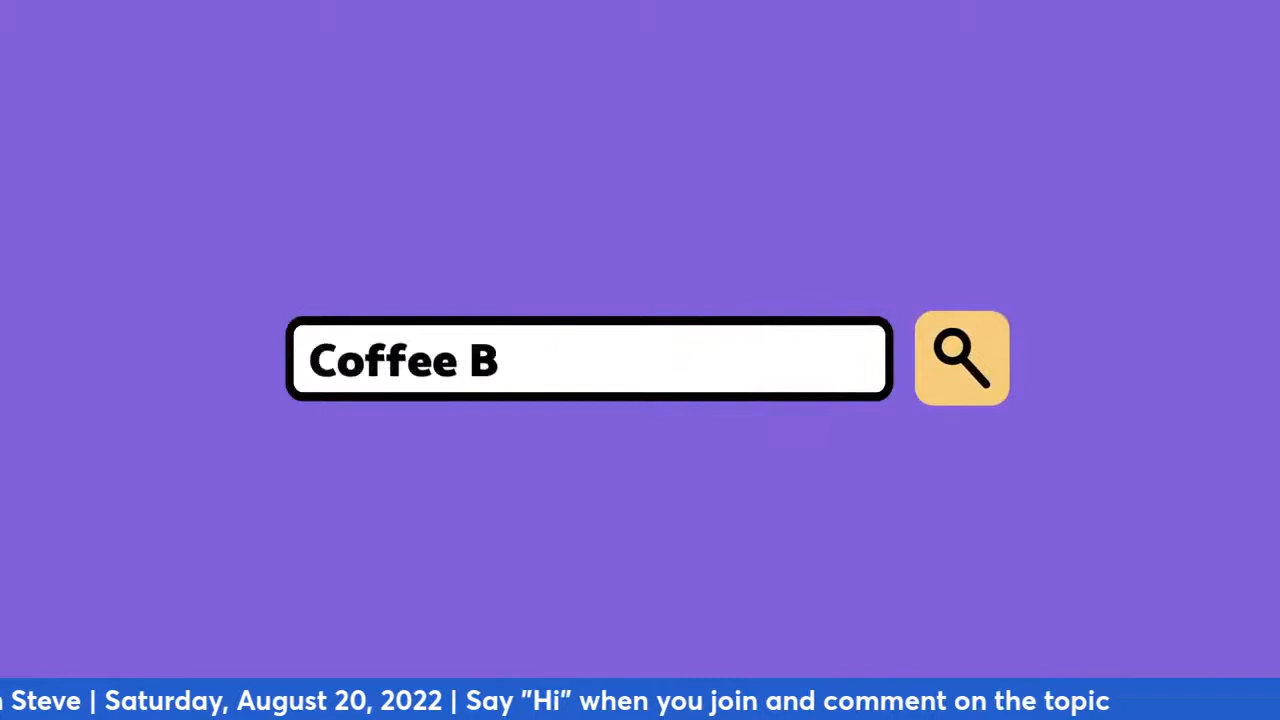 Coffee B
Steve | Saturday, August 20, 2022 | Say "Hi" when you join and comment on the topic